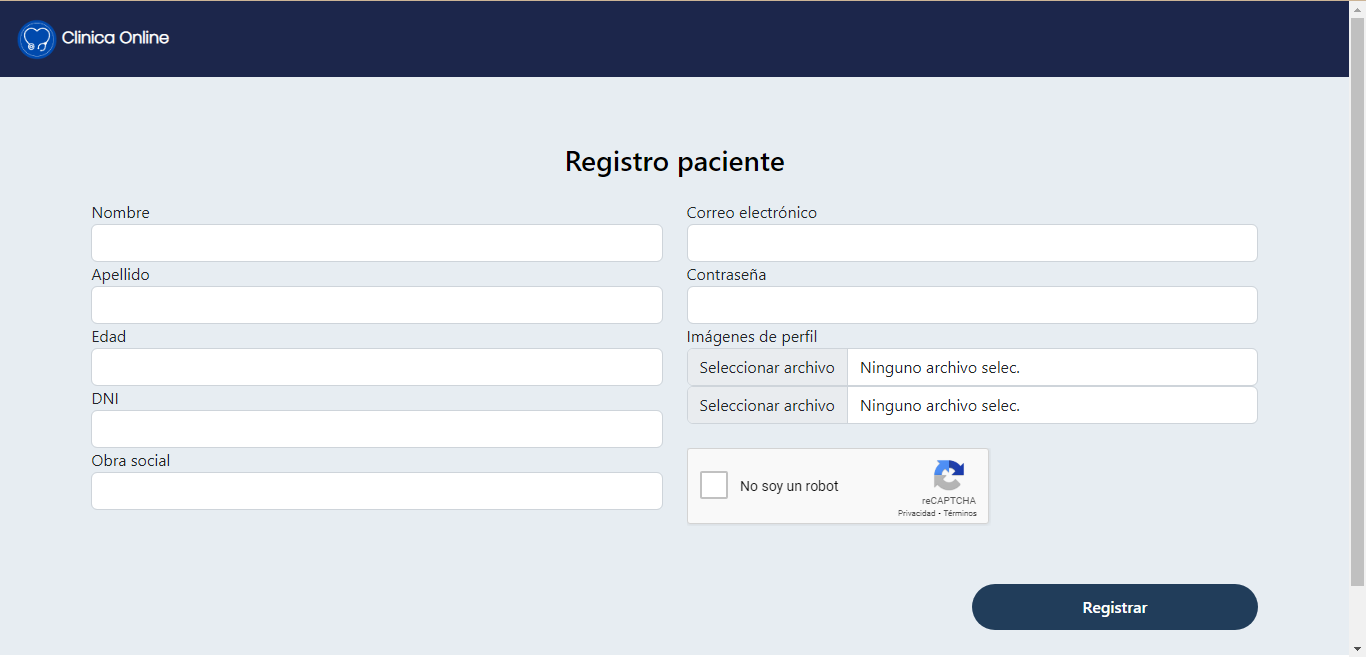 Clinica Online
Registro paciente
Nombre
Apellido
Edad
DNI
Obra social
Correo electrónico
Contraseña
Imágenes de perfil
Seleccionar archivo Ninguno archivo selec.
Seleccionar archivo Ninguno archivo selec.
No soy un robot
reCAPTCHA
Privacidad - Términos
Registrar